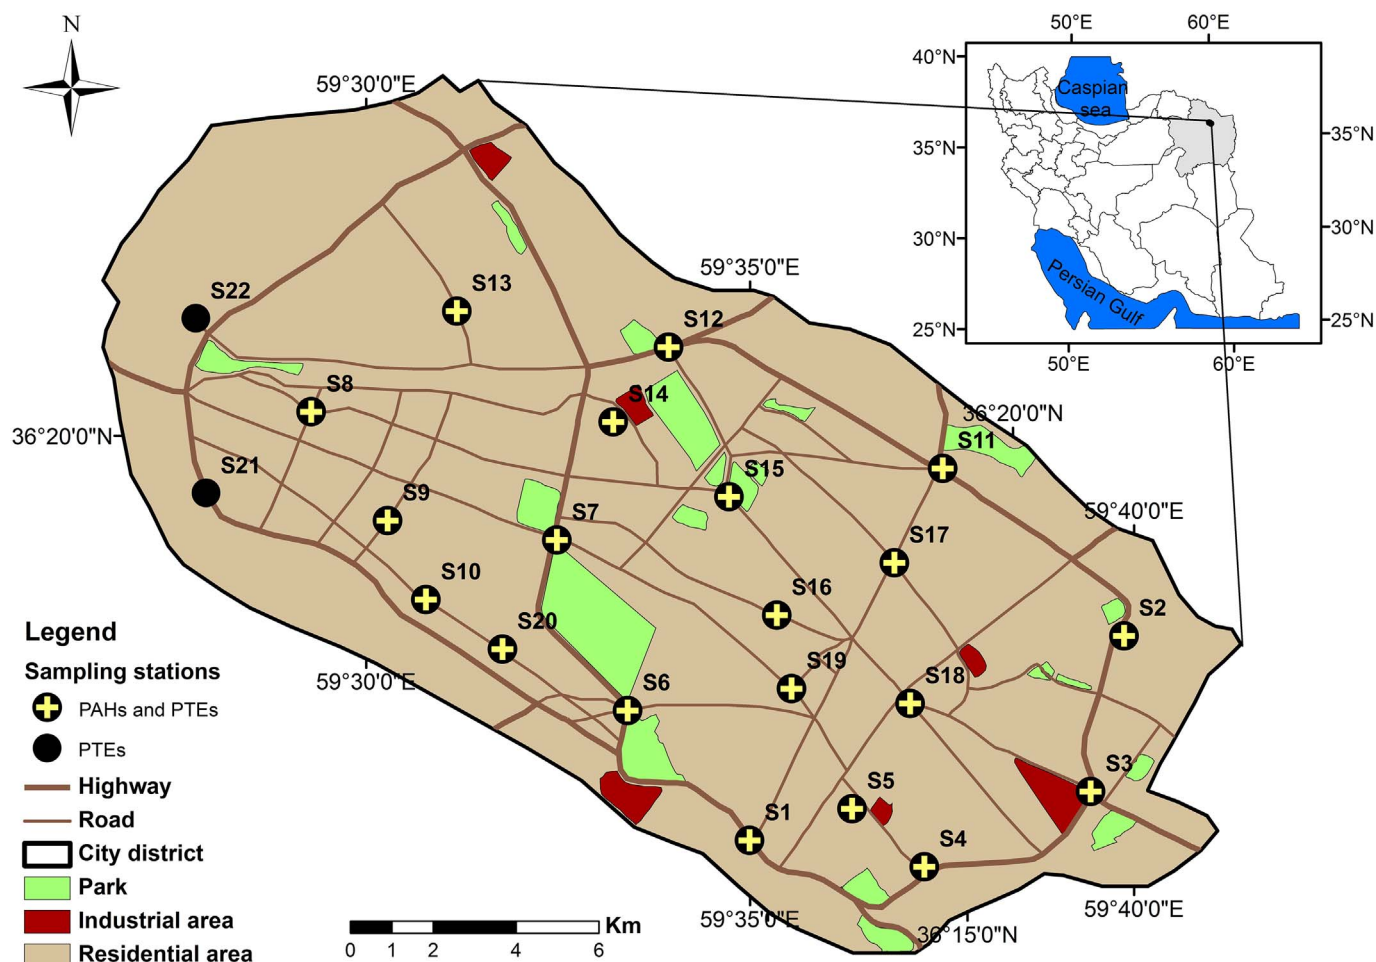 N
50°E
60°E
40°N
Caspian
sea
59°30'0"E
35°N
35°N
30°N
30°N
Persian Gulf
25°N
25°N
50°E
60°E
59°35'0"E
S13
S22
S12
S8
S14
36°20'0"N
S11
36°20'0"N
S21
S15
S9
59°40'0"E
S7
S17
S10
S16
S2
S20
Legend
Sampling stations
59°30'0"E
S19
S18
S6
PAHs and PTEs
PTEs
S3
Highway
S5
Road
S1
S4
City district
Park
59°35'0"E
59°40'0"E
Industrial area
36°15'0"N
Km
0 1 2 4 6
Residential area